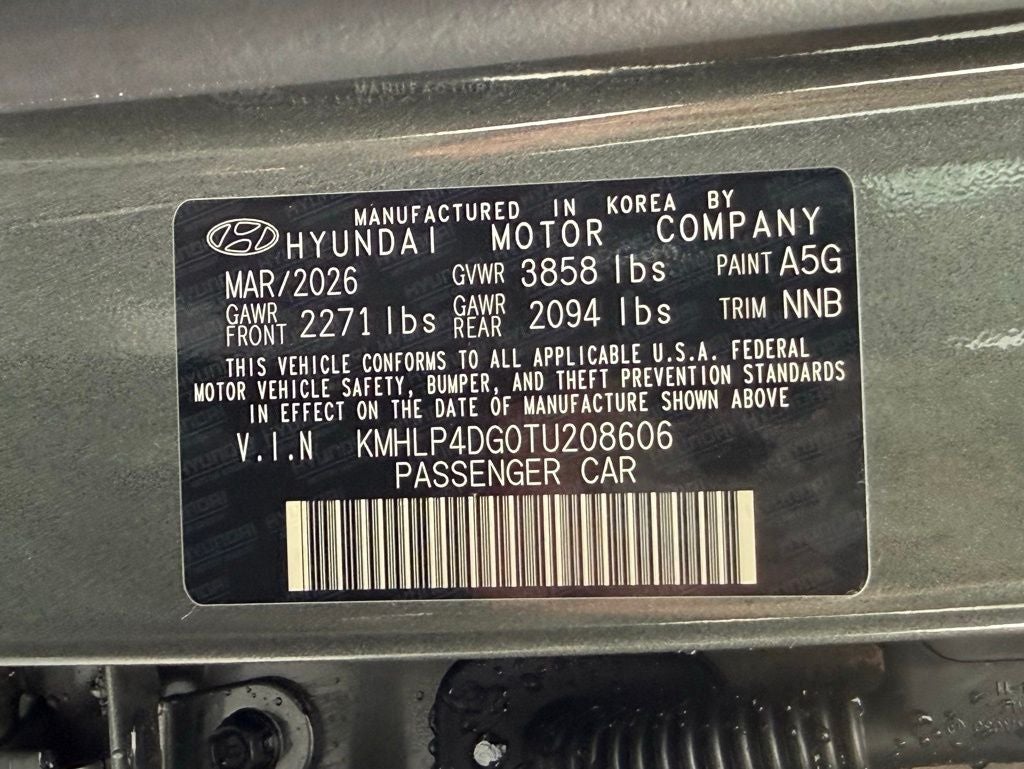 MANUFACTURED IN KOREA BY
HYUNDAI MOTOR COMPANY
MAR/2026 GVWR 3858 lbs PAINT A5G
GAWR FRONT 2271 lbs GAWR REAR 2094 lbs TRIM NNB
THIS VEHICLE CONFORMS TO ALL APPLICABLE U.S.A. FEDERAL
MOTOR VEHICLE SAFETY, BUMPER, AND THEFT PREVENTION STANDARDS
IN EFFECT ON THE DATE OF MANUFACTURE SHOWN ABOVE
V.I.N KMHLP4DG0TU208606
PASSENGER CAR